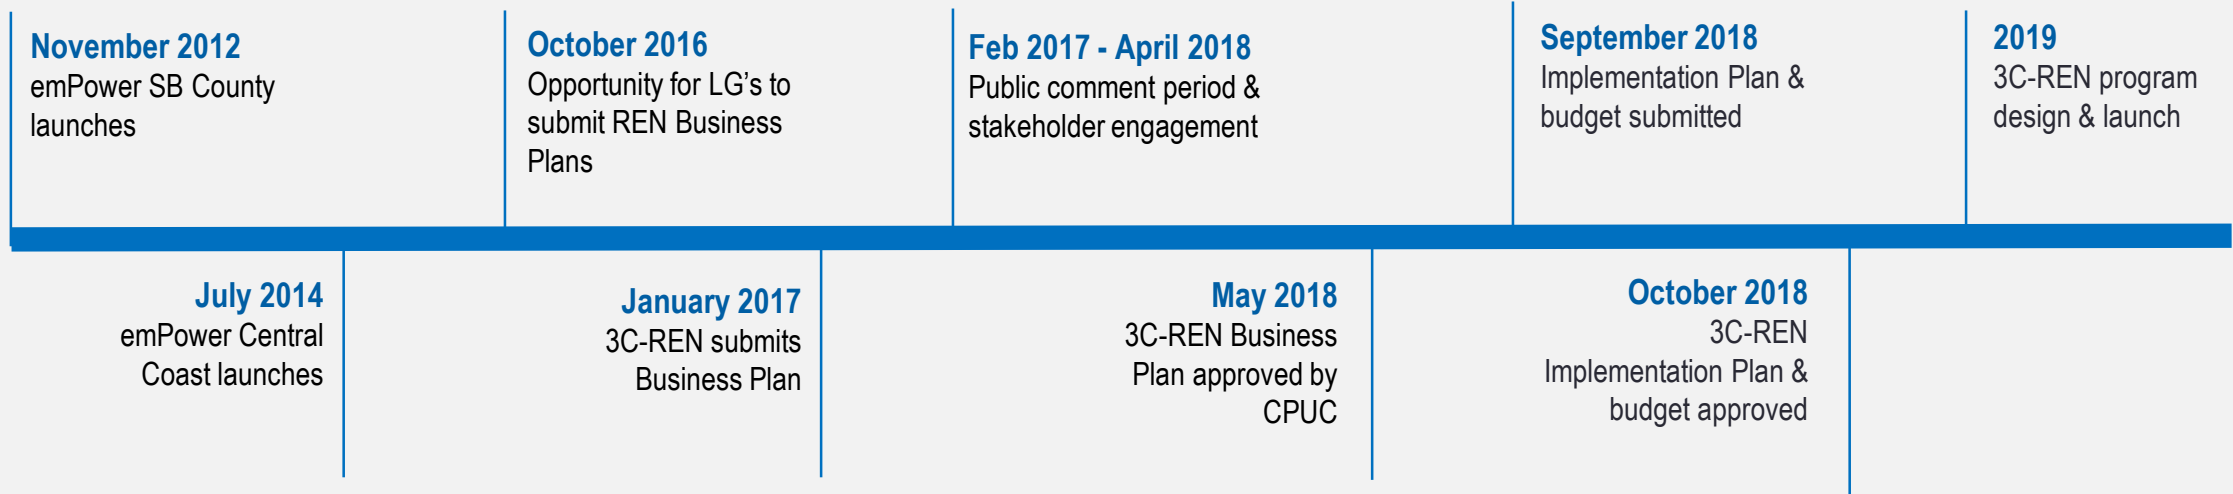 November 2012
emPower SB County
launches
October 2016
Opportunity for LG’s to
submit REN Business
Plans
Feb 2017 - April 2018
Public comment period &
stakeholder engagement
September 2018
Implementation Plan &
budget submitted
2019
3C-REN program
design & launch
July 2014
emPower Central
Coast launches
January 2017
3C-REN submits
Business Plan
May 2018
3C-REN Business
Plan approved by
CPUC
October 2018
3C-REN
Implementation Plan &
budget approved